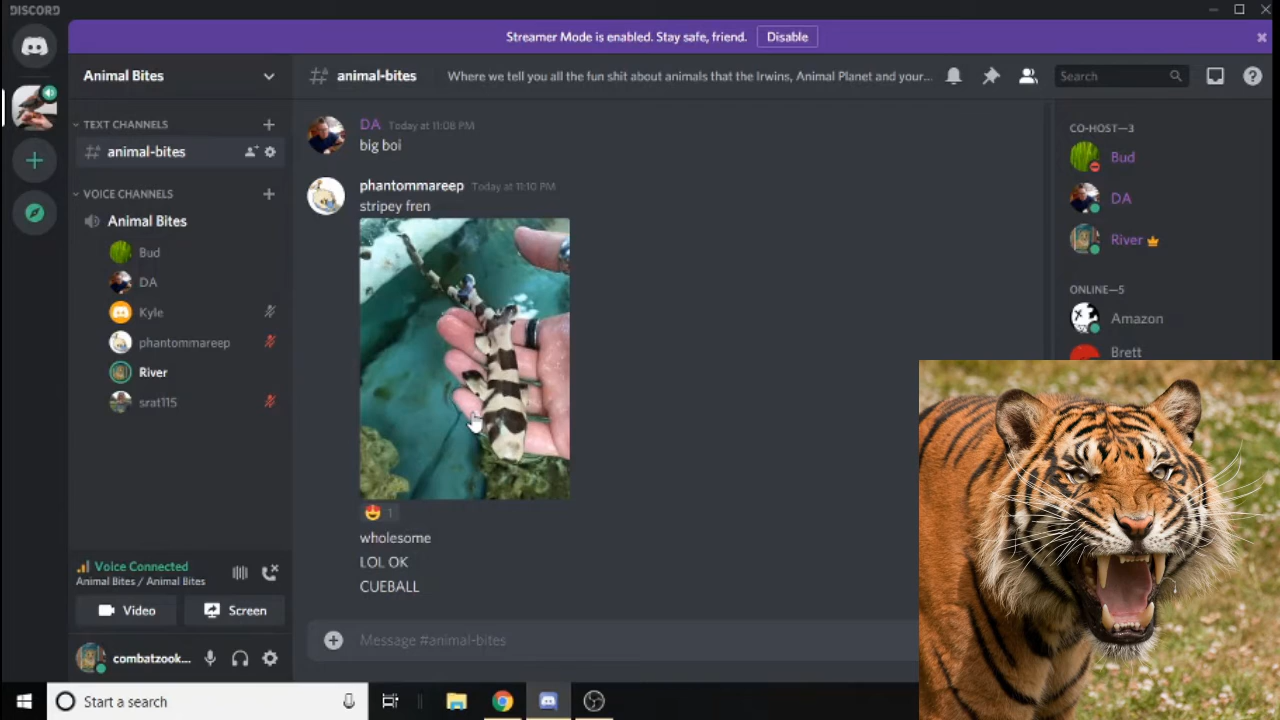 DISCORD
Streamer Mode is enabled. Stay safe, friend. Disable
Animal Bites
animal-bites
Where we tell you all the fun shit about animals that the Irwins, Animal Planet and your...
Search
TEXT CHANNELS
animal-bites
VOICE CHANNELS
Animal Bites
Bud
DA
Kyle
phantommareep
River
srat115
Voice Connected
Animal Bites / Animal Bites
Video
Screen
combatzook...
DA Today at 11:08 PM
big boi
phantommareep Today at 11:10 PM
stripey fren
1
wholesome
LOL OK
CUEBALL
Message #animal-bites
CO-HOST—3
Bud
DA
River
ONLINE—5
Amazon
Brett
Start a search